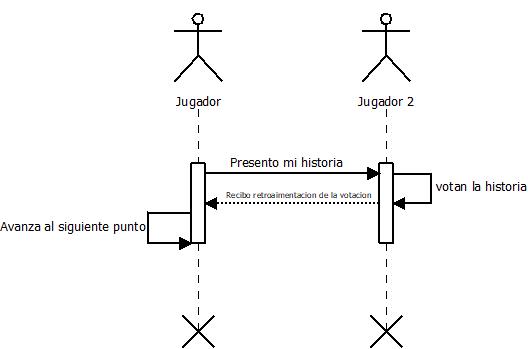 Jugador
Jugador 2
Presento mi historia
votan la historia
Recibo retroaimentacion de la votacion
Avanza al siguiente punto